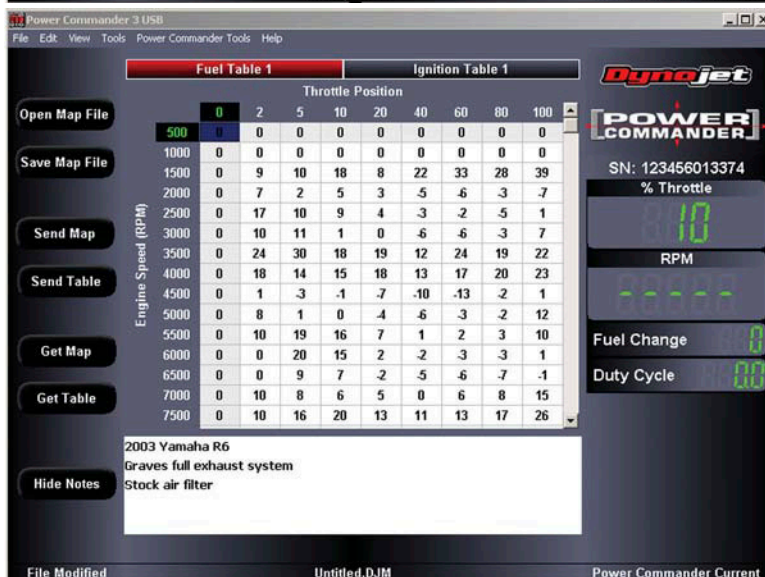 Power Commander 3 USB
File Edit View Tools Power Commander Tools Help
Fuel Table 1 Ignition Table 1
Throttle Position
0 2 5 10 20 40 60 80 100
500 0 0 0 0 0 0 0 0 0
1000 0 0 0 0 0 0 0 0 0
1500 0 9 10 18 8 22 33 28 39
2000 0 7 2 5 3 -5 -6 -3 -7
2500 0 17 10 9 4 -3 -2 -5 1
3000 0 10 11 1 0 -6 -6 -3 7
3500 0 24 30 18 19 12 24 19 22
4000 0 18 14 15 18 13 17 20 23
4500 0 1 -3 -1 -7 -10 -13 -2 1
5000 0 8 1 0 -4 -6 -3 -2 12
5500 0 10 19 16 7 1 2 3 10
6000 0 0 20 15 2 -2 -3 -3 1
6500 0 0 9 7 -2 -5 -6 -7 -1
7000 0 10 8 6 5 0 6 8 15
7500 0 10 16 20 13 11 13 17 26
Engine Speed (RPM)
Open Map File
Save Map File
Send Map
Send Table
Get Map
Get Table
Hide Notes
2003 Yamaha R6
Graves full exhaust system
Stock air filter
Dynojet
POWER
COMMANDER
SN: 123456013374
% Throttle
10
RPM
-----
Fuel Change 0
Duty Cycle 0.0
File Modified Untitled.DJM Power Commander Current